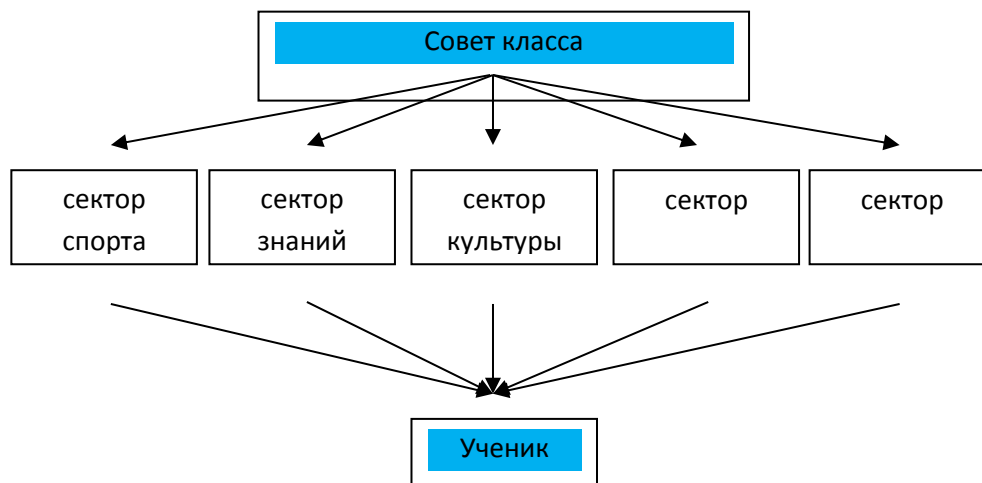 Совет класса
сектор
спорта
сектор
знаний
сектор
культуры
сектор
сектор
Ученик